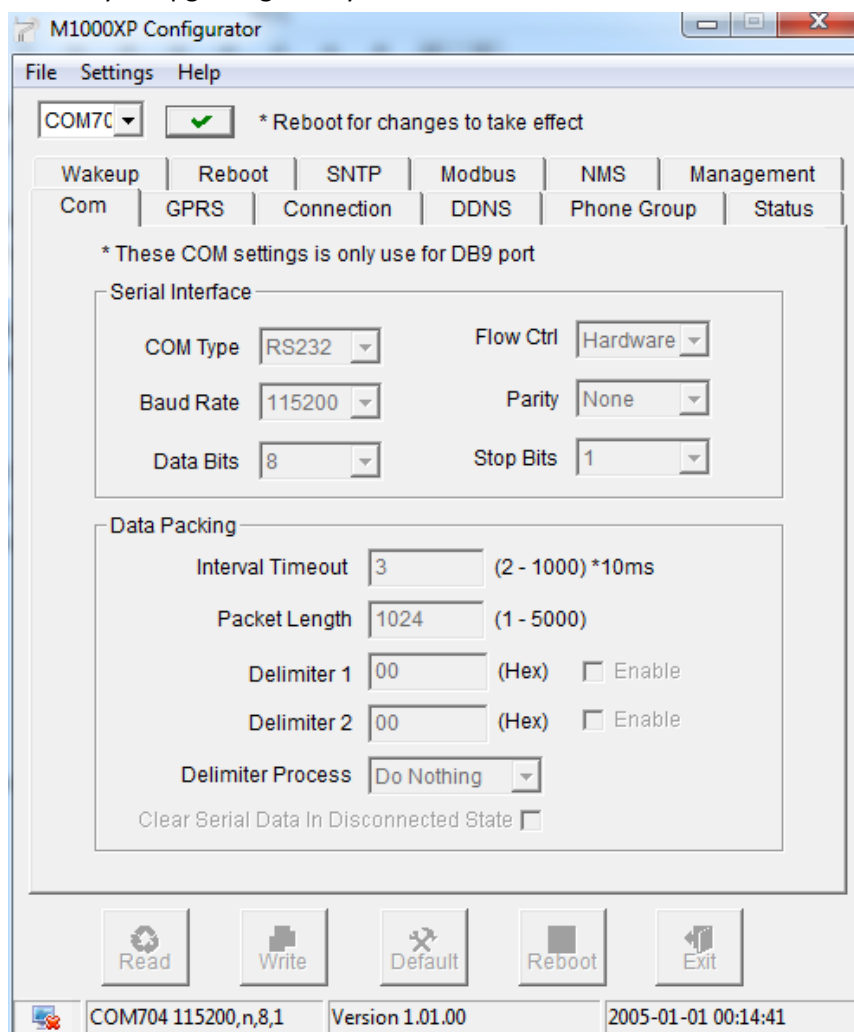 M1000XP Configurator
File Settings Help
COM70 * Reboot for changes to take effect
Wakeup Reboot SNTP Modbus NMS Management
Com GPRS Connection DDNS Phone Group Status
* These COM settings is only use for DB9 port
Serial Interface
COM Type RS232 Flow Ctrl Hardware
Baud Rate 115200 Parity None
Data Bits 8 Stop Bits 1
Data Packing
Interval Timeout 3 (2 - 1000) *10ms
Packet Length 1024 (1 - 5000)
Delimiter 1 00 (Hex) Enable
Delimiter 2 00 (Hex) Enable
Delimiter Process Do Nothing
Clear Serial Data In Disconnected State
Read Write Default Reboot Exit
COM704 115200,n,8,1 Version 1.01.00 2005-01-01 00:14:41